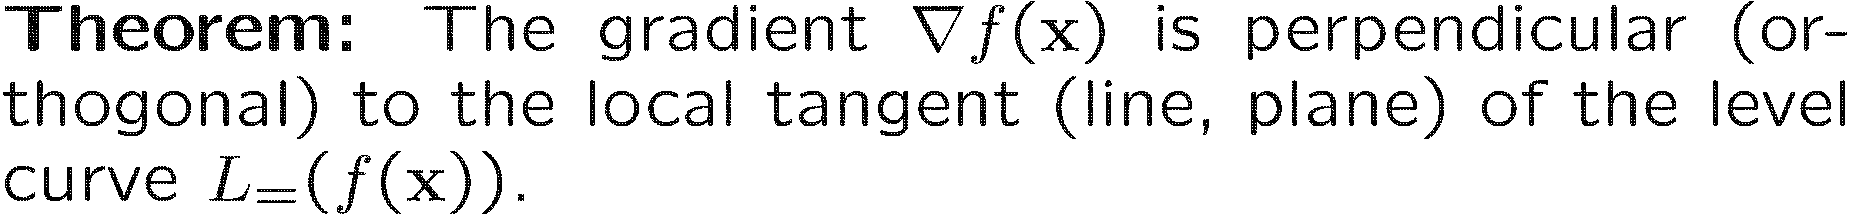 Theorem: The gradient ∇f(x) is perpendicular (or-
thogonal) to the local tangent (line, plane) of the level
curve L₌(f(x)).